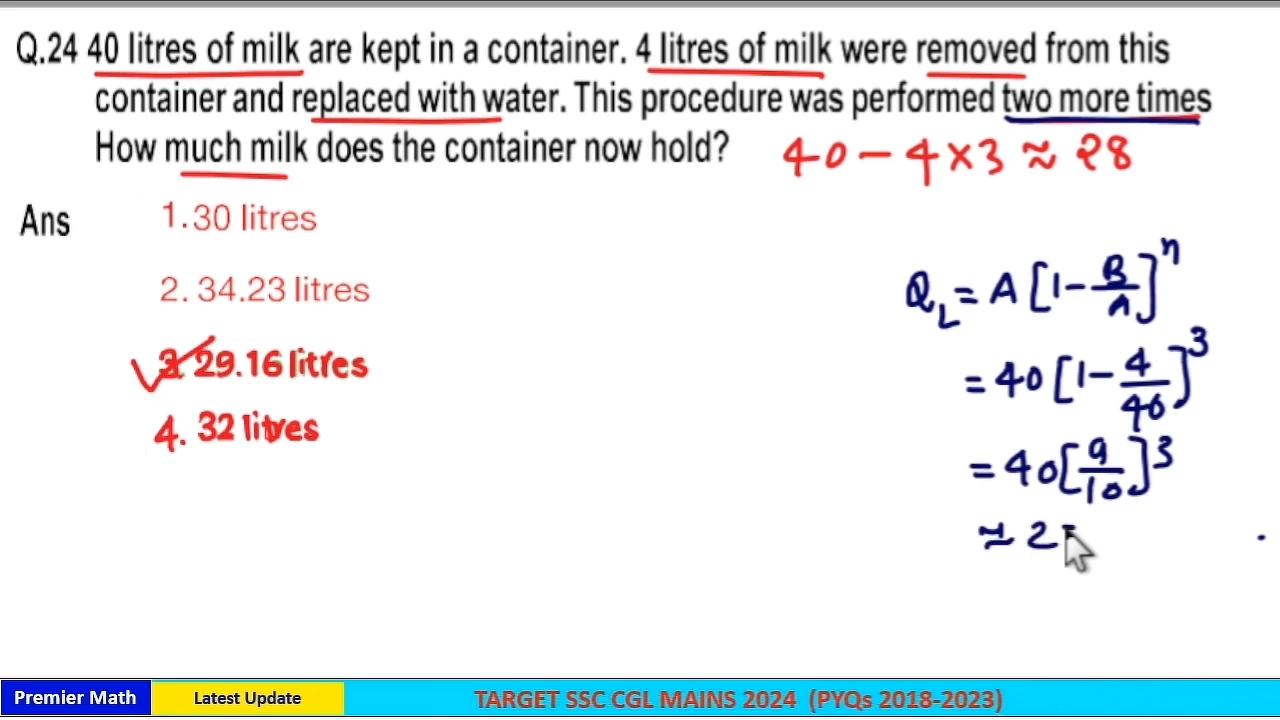 Q.24 40 litres of milk are kept in a container. 4 litres of milk were removed from this
container and replaced with water. This procedure was performed two more times
How much milk does the container now hold? 40 - 4 × 3 ≈ 28
Ans
1. 30 litres
2. 34.23 litres
3. 29.16 litres
4. 32 litres
Q_L = A [1 - B/A]^n
= 40 [1 - 4/40]^3
= 40 [9/10]^3
≈ 2
Premier Math
Latest Update
TARGET SSC CGL MAINS 2024 (PYQs 2018-2023)